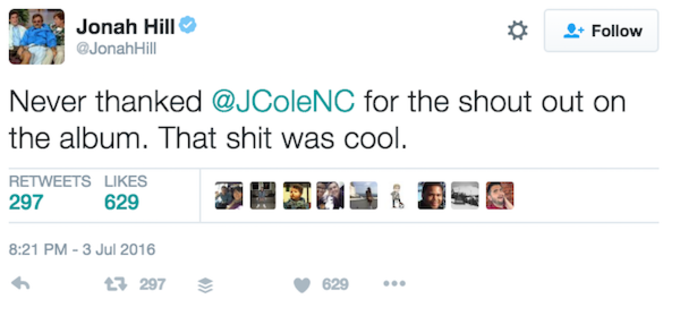 Jonah Hill
@JonahHill
Follow
Never thanked @JColeNC for the shout out on
the album. That shit was cool.
RETWEETS LIKES
297 629
8:21 PM - 3 Jul 2016
297 629